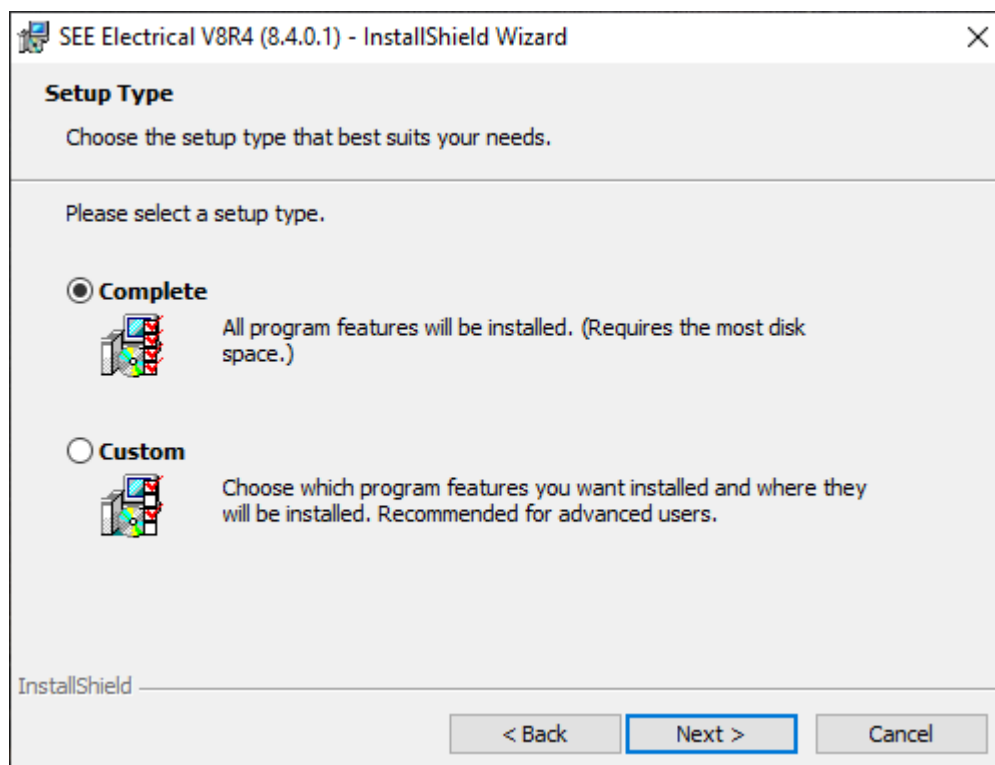 SEE Electrical V8R4 (8.4.0.1) - InstallShield Wizard
Setup Type
Choose the setup type that best suits your needs.
Please select a setup type.
Complete
All program features will be installed. (Requires the most disk
space.)
Custom
Choose which program features you want installed and where they
will be installed. Recommended for advanced users.
InstallShield
< Back
Next >
Cancel